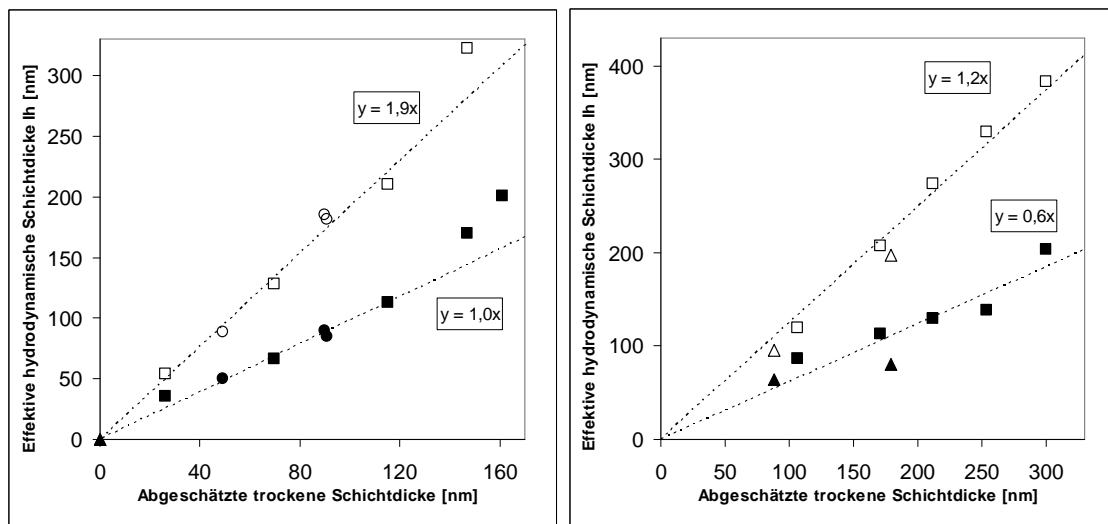 Effektive hydrodynamische Schichtdicke lh [nm]
300
250
200
150
100
50
0
y = 1,9x
y = 1,0x
0 40 80 120 160
Abgeschätzte trockene Schichtdicke [nm]
Effektive hydrodynamische Schichtdicke lh [nm]
400
300
200
100
0
y = 1,2x
y = 0,6x
0 50 100 150 200 250 300
Abgeschätzte trockene Schichtdicke [nm]